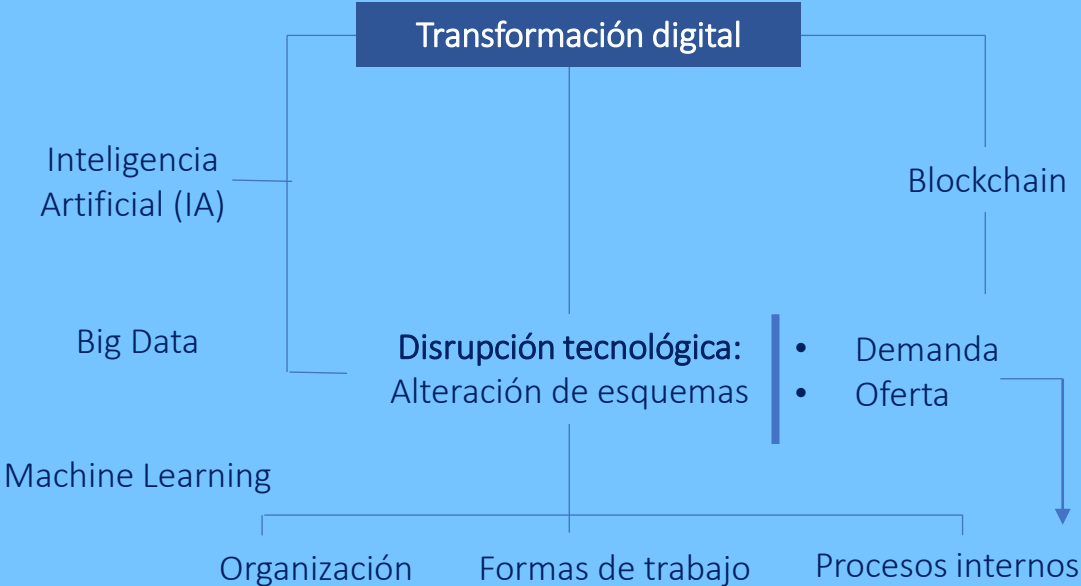 Transformación digital
Inteligencia
Artificial (IA)
Blockchain
Big Data
Disrupción tecnológica:
Alteración de esquemas
• Demanda
• Oferta
Machine Learning
Organización
Formas de trabajo
Procesos internos